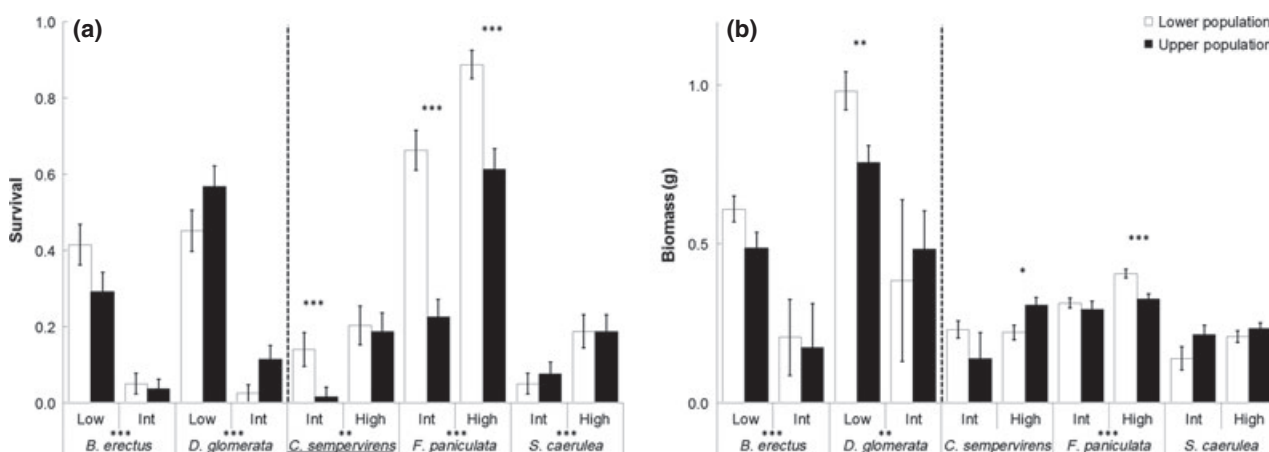 (a)
Survival
1.0
0.8
0.6
0.4
0.2
0.0
***
***
***
Low Int Low Int Int High Int High Int High
*** *** ** *** ***
B. erectus D. glomerata C. sempervirens F. paniculata S. caerulea
(b)
Lower population
Upper population
Biomass (g)
1.0
0.5
0.0
**
*
***
Low Int Low Int Int High Int High Int High
*** ** ***
B. erectus D. glomerata C. sempervirens F. paniculata S. caerulea